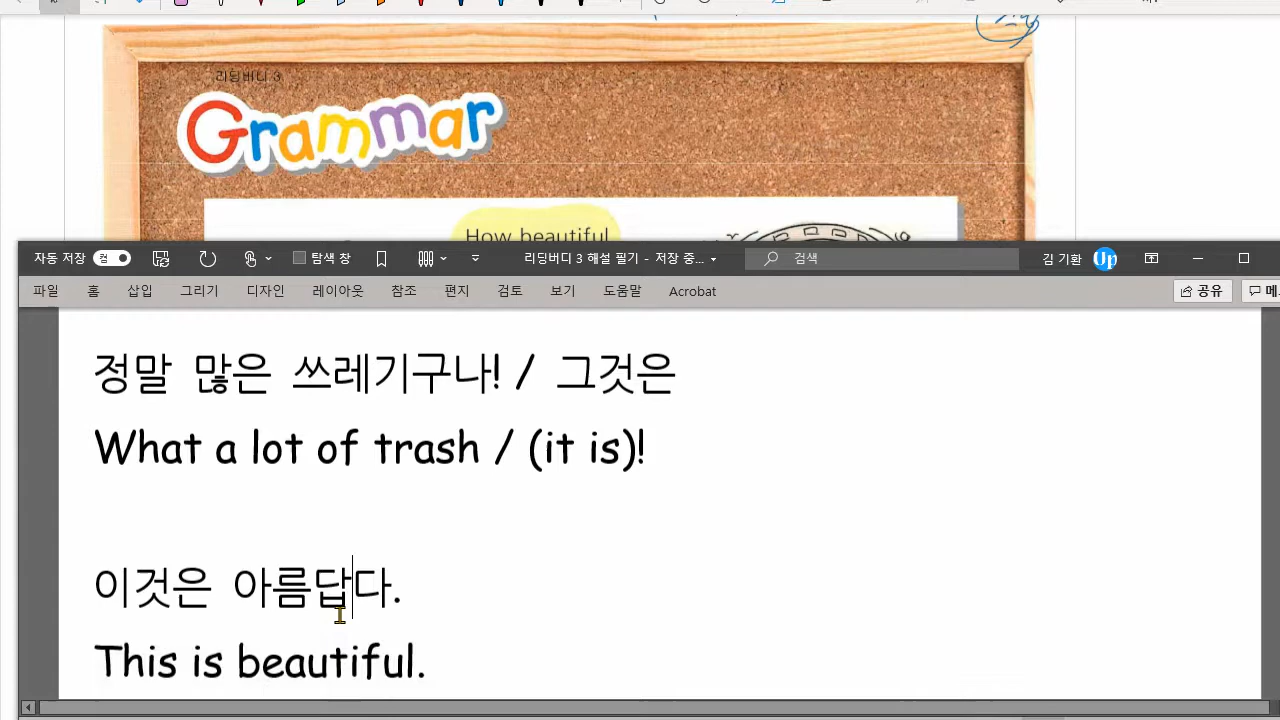 리딩버디 3
Grammar
How beautiful
자동 저장 컴 탐색 창 리딩버디 3 해설 필기 - 저장 중... 검색 김 기환 Up
파일 홈 삽입 그리기 디자인 레이아웃 참조 편지 검토 보기 도움말 Acrobat 공유 메
정말 많은 쓰레기구나! / 그것은
What a lot of trash / (it is)!
이것은 아름답다.
This is beautiful.